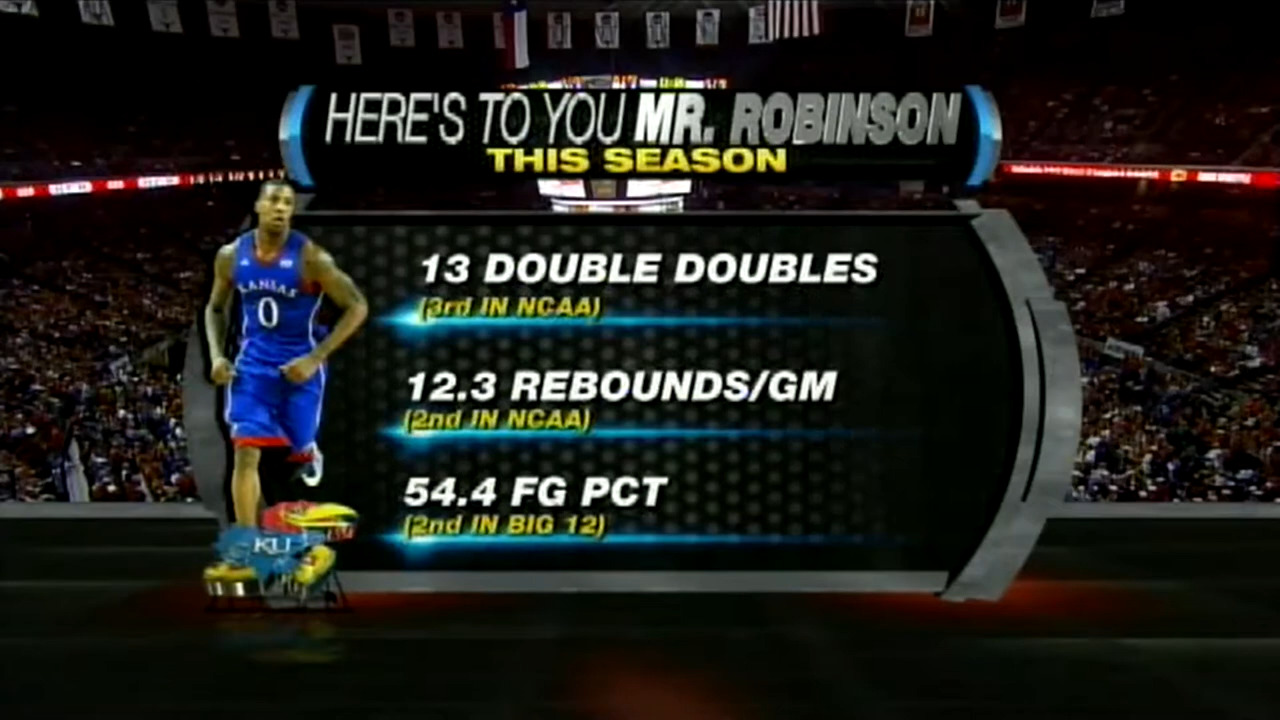 HERE'S TO YOU MR. ROBINSON
THIS SEASON
13 DOUBLE DOUBLES
(3rd IN NCAA)
12.3 REBOUNDS/GM
(2nd IN NCAA)
54.4 FG PCT
(2nd IN BIG 12)
KANSAS
0
KU